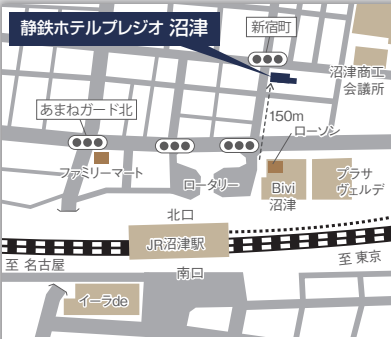 静鉄ホテルプレジオ 沼津
新宿町
沼津商工
会議所
あまねガード北
150m
ローソン
ファミリーマート
ロータリー
Bivi
沼津
プラサ
ヴェルデ
北口
JR沼津駅
至 名古屋
至 東京
南口
イーラde